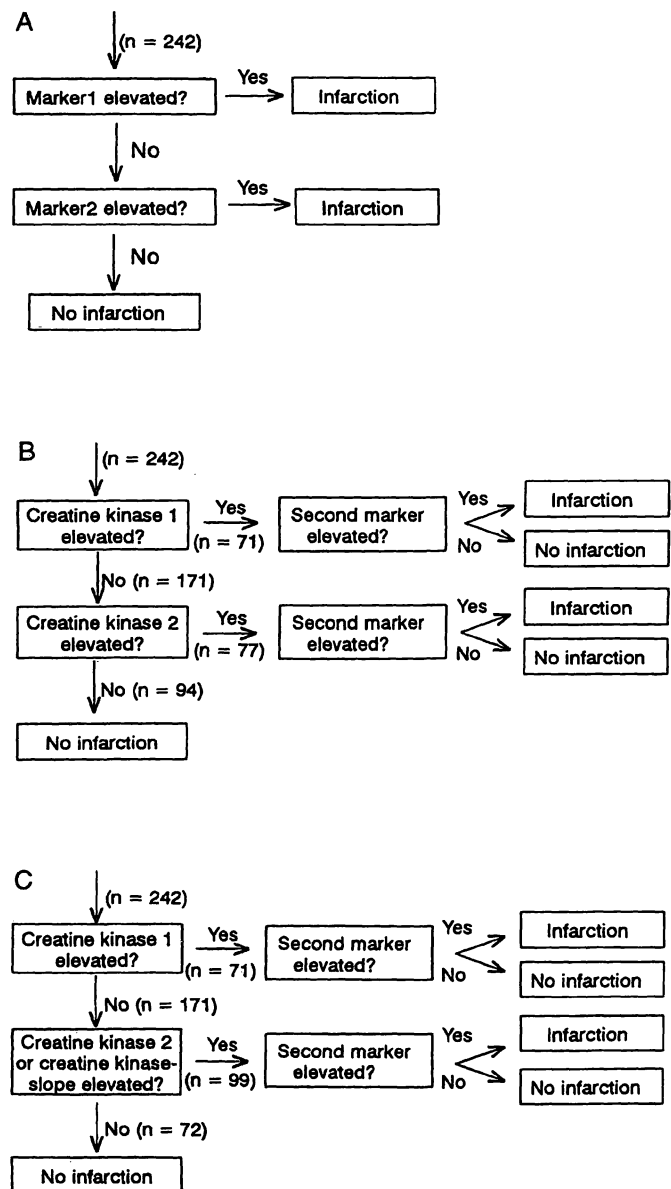 A
(n = 242)
Marker1 elevated?
Yes
Infarction
No
Marker2 elevated?
Yes
Infarction
No
No infarction
B
(n = 242)
Creatine kinase 1
elevated?
Yes
(n = 71)
Second marker
elevated?
Yes
Infarction
No
No infarction
No (n = 171)
Creatine kinase 2
elevated?
Yes
(n = 77)
Second marker
elevated?
Yes
Infarction
No
No infarction
No (n = 94)
No infarction
C
(n = 242)
Creatine kinase 1
elevated?
Yes
(n = 71)
Second marker
elevated?
Yes
Infarction
No
No infarction
No (n = 171)
Creatine kinase 2
or creatine kinase-
slope elevated?
Yes
(n = 99)
Second marker
elevated?
Yes
Infarction
No
No infarction
No (n = 72)
No infarction